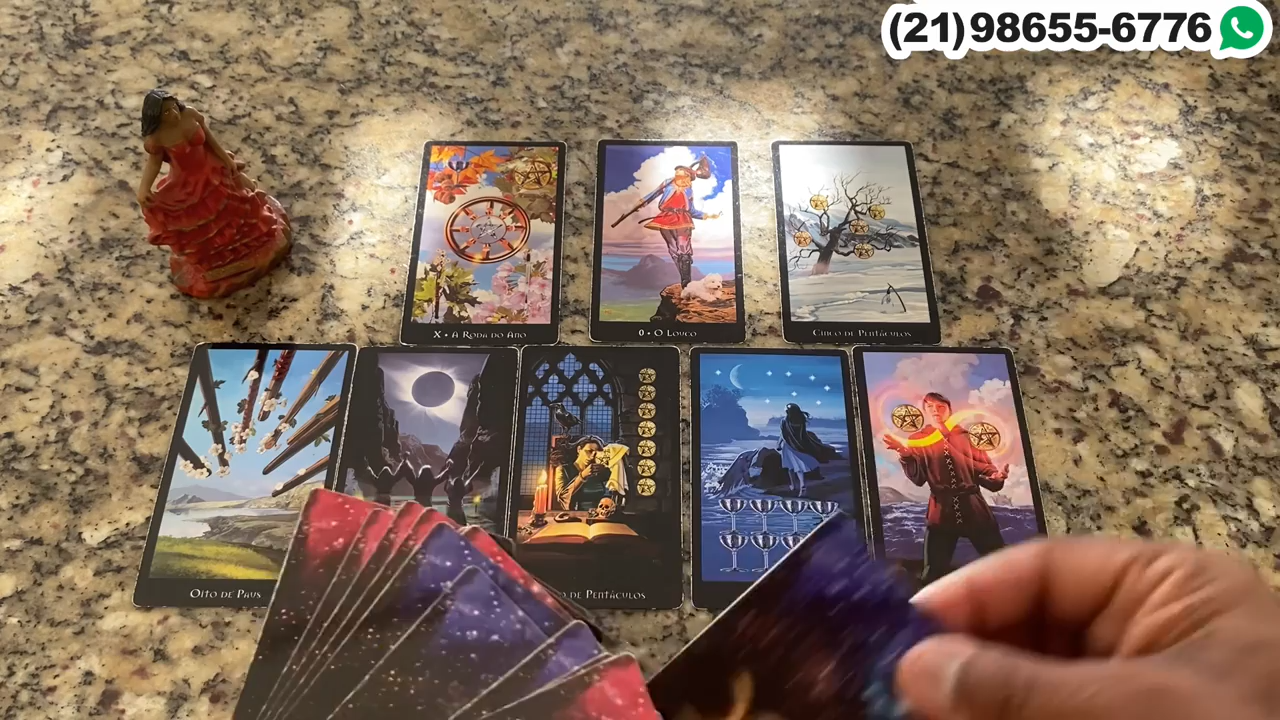 (21)98655-6776
X • A Roda do Ano
0 • O Louco
Cinco de Pentáculos
Oito de Paus
de Pentáculos